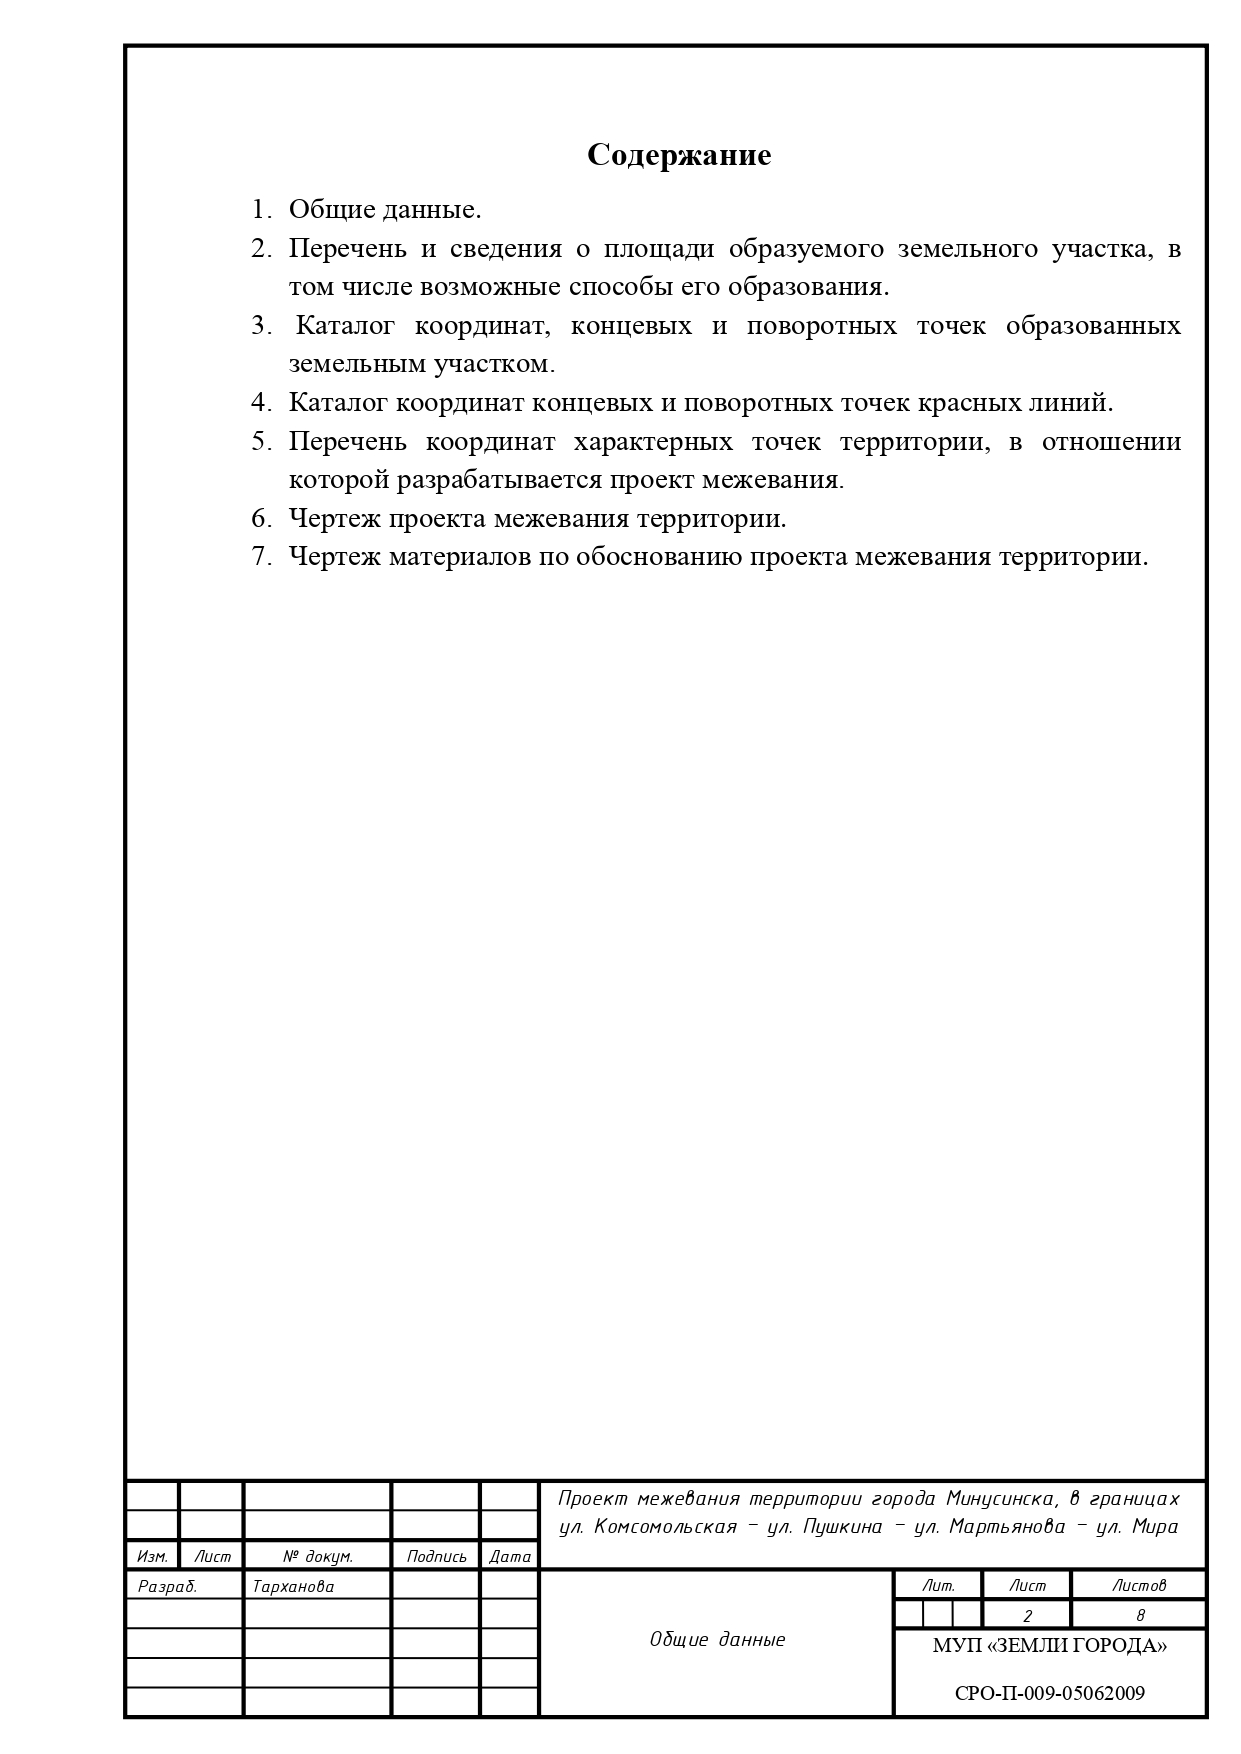 Содержание
1. Общие данные.
2. Перечень и сведения о площади образуемого земельного участка, в
том числе возможные способы его образования.
3. Каталог координат, концевых и поворотных точек образованных
земельным участком.
4. Каталог координат концевых и поворотных точек красных линий.
5. Перечень координат характерных точек территории, в отношении
которой разрабатывается проект межевания.
6. Чертеж проекта межевания территории.
7. Чертеж материалов по обоснованию проекта межевания территории.
Проект межевания территории города Минусинска, в границах
ул. Комсомольская – ул. Пушкина – ул. Мартьянова – ул. Мира
Изм. Лист № докум. Подпись Дата
Разраб. Тарханова
Общие данные
Лит. Лист Листов
2 8
МУП «ЗЕМЛИ ГОРОДА»
СРО-П-009-05062009